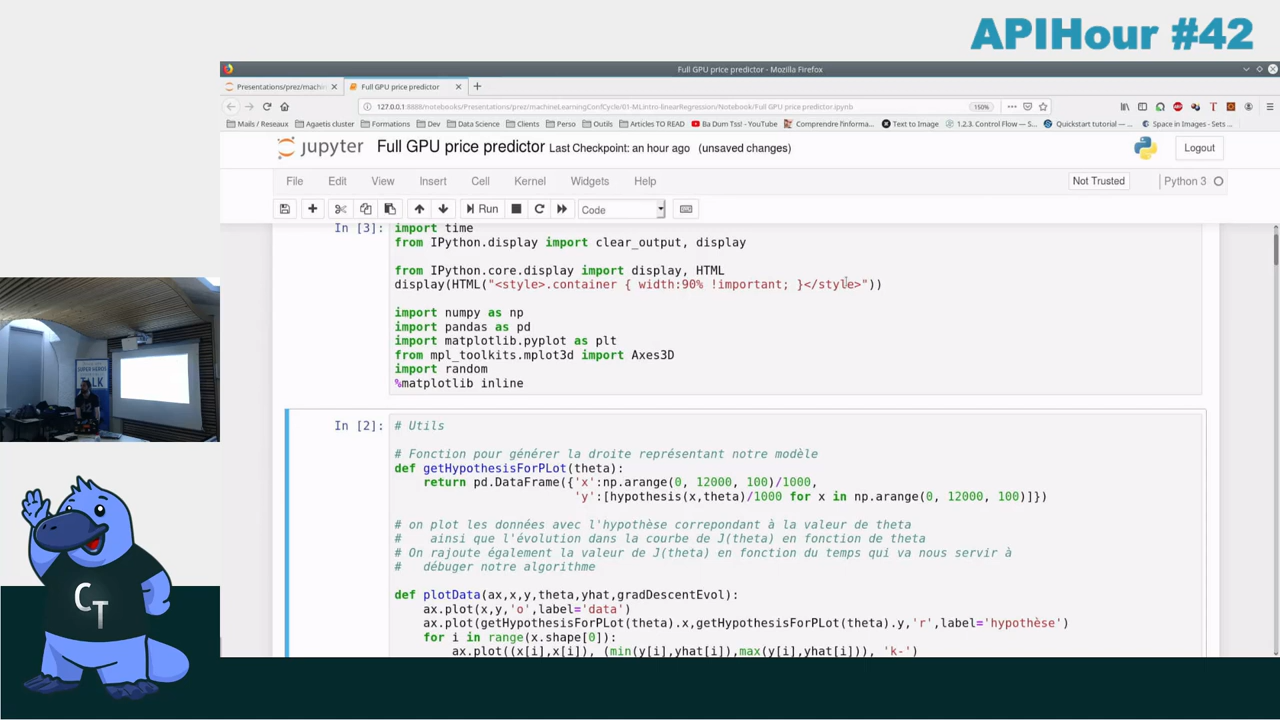 APIHour #42
Full GPU price predictor - Mozilla Firefox
Presentations/prez/machin
Full GPU price predictor
127.0.0.1:8888/notebooks/Presentations/prez/machineLearningConfCycle/01-MLIntro-linearRegression/Notebook/Full GPU price predictor.ipynb
150%
Mails / Reseaux Agaetis cluster Formations Dev Data Science Clients Perso Outils Articles TO READ Ba Dum Tss! - YouTube Comprendre l'informa... Text to Image 1.2.3. Control Flow — S... Quickstart tutorial — ... Space in Images - Sets ...
jupyter Full GPU price predictor Last Checkpoint: an hour ago (unsaved changes) Logout
File Edit View Insert Cell Kernel Widgets Help Not Trusted Python 3
Run Code
In [3]: import time
from IPython.display import clear_output, display
from IPython.core.display import display, HTML
display(HTML("<style>.container { width:90% !important; }</style>"))
import numpy as np
import pandas as pd
import matplotlib.pyplot as plt
from mpl_toolkits.mplot3d import Axes3D
import random
%matplotlib inline
In [2]: # Utils
# Fonction pour générer la droite représentant notre modèle
def getHypothesisForPLot(theta):
return pd.DataFrame({'x':np.arange(0, 12000, 100)/1000,
'y':[hypothesis(x,theta)/1000 for x in np.arange(0, 12000, 100)]})
# on plot les données avec l'hypothèse correpondant à la valeur de theta
# ainsi que l'évolution dans la courbe de J(theta) en fonction de theta
# On rajoute également la valeur de J(theta) en fonction du temps qui va nous servir à
# débuger notre algorithme
def plotData(ax,x,y,theta,yhat,gradDescentEvol):
ax.plot(x,y,'o',label='data')
ax.plot(getHypothesisForPLot(theta).x,getHypothesisForPLot(theta).y,'r',label='hypothèse')
for i in range(x.shape[0]):
ax.plot((x[i],x[i]), (min(y[i],yhat[i]),max(y[i],yhat[i])), 'k-')
TALK
CT